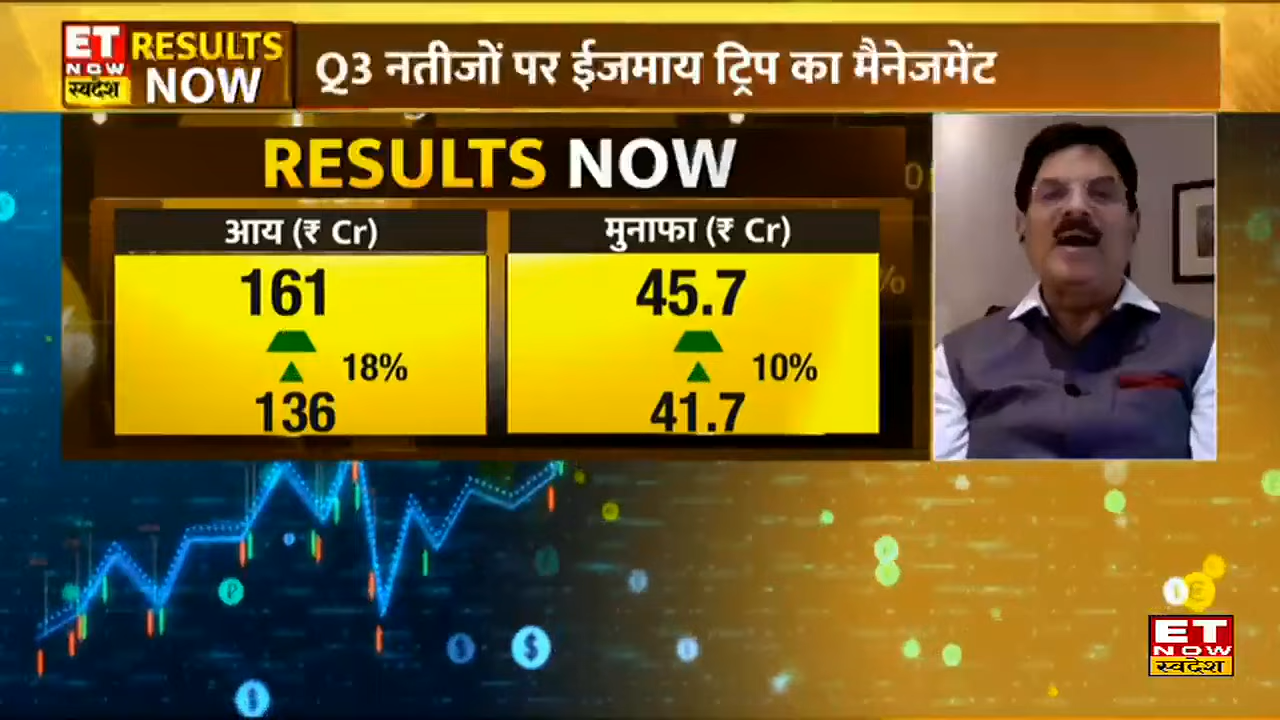 ET
NOW
स्वदेश
RESULTS
NOW
Q3 नतीजों पर ईजमाय ट्रिप का मैनेजमेंट
RESULTS NOW
आय (₹ Cr)
161
18%
136
मुनाफा (₹ Cr)
45.7
10%
41.7
ET
NOW
स्वदेश